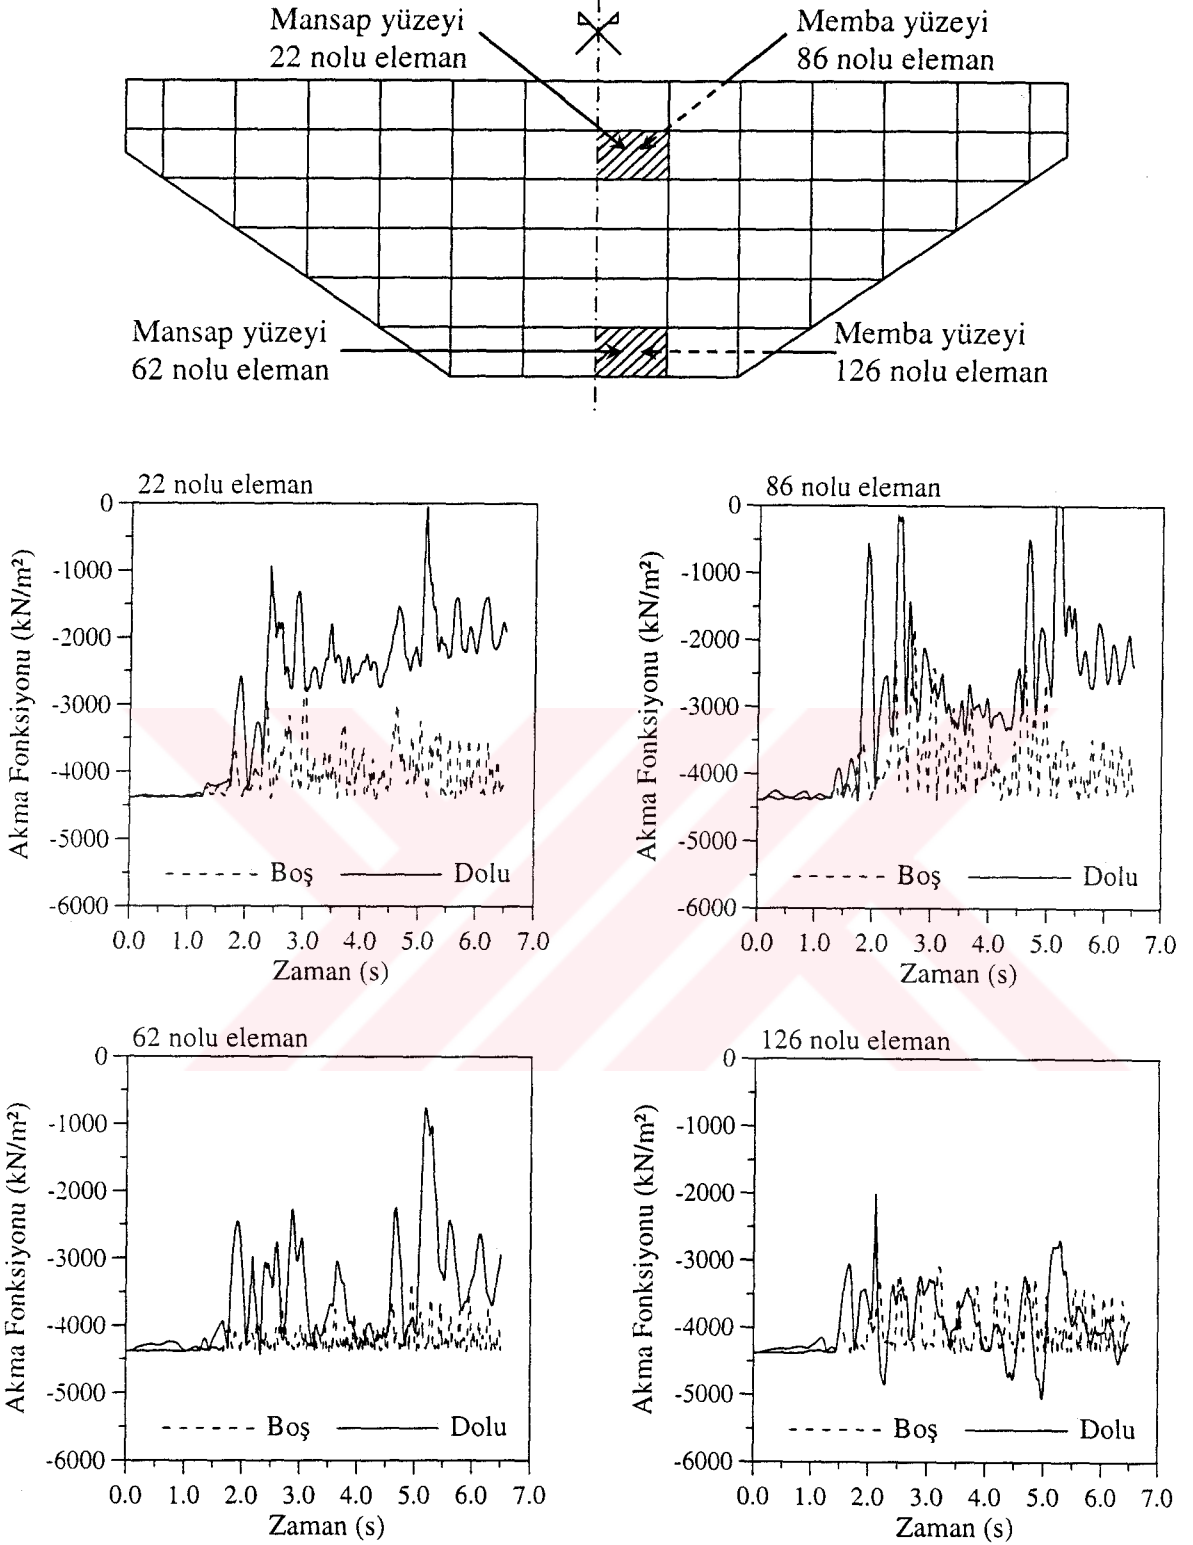 Mansap yüzeyi
22 nolu eleman
Memba yüzeyi
86 nolu eleman
Mansap yüzeyi
62 nolu eleman
Memba yüzeyi
126 nolu eleman
22 nolu eleman
0
-1000
-2000
-3000
-4000
-5000
-6000
Akma Fonksiyonu (kN/m²)
Boş Dolu
0.0 1.0 2.0 3.0 4.0 5.0 6.0 7.0
Zaman (s)
86 nolu eleman
0
-1000
-2000
-3000
-4000
-5000
-6000
Akma Fonksiyonu (kN/m²)
Boş Dolu
0.0 1.0 2.0 3.0 4.0 5.0 6.0 7.0
Zaman (s)
62 nolu eleman
0
-1000
-2000
-3000
-4000
-5000
-6000
Akma Fonksiyonu (kN/m²)
Boş Dolu
0.0 1.0 2.0 3.0 4.0 5.0 6.0 7.0
Zaman (s)
126 nolu eleman
0
-1000
-2000
-3000
-4000
-5000
-6000
Akma Fonksiyonu (kN/m²)
Boş Dolu
0.0 1.0 2.0 3.0 4.0 5.0 6.0 7.0
Zaman (s)